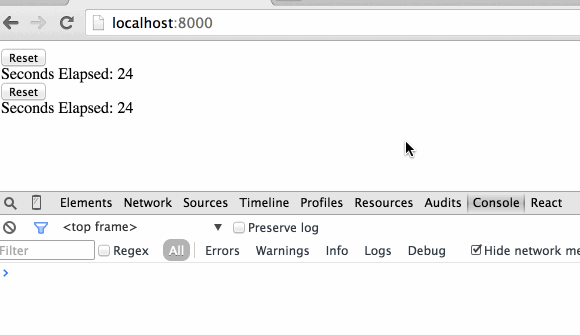 localhost:8000
Reset
Seconds Elapsed: 24
Reset
Seconds Elapsed: 24
Elements Network Sources Timeline Profiles Resources Audits Console React
<top frame> Preserve log
Filter Regex All Errors Warnings Info Logs Debug Hide network me